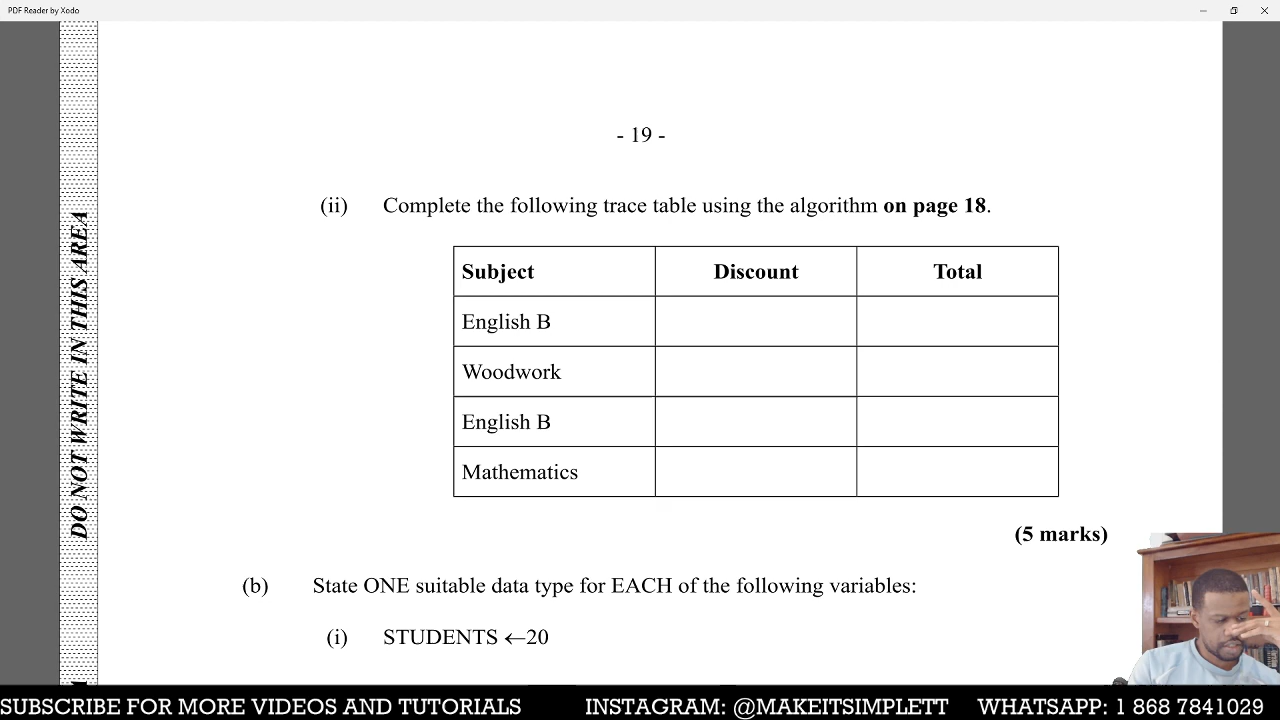 PDF Reader by Xodo
- 19 -
(ii) Complete the following trace table using the algorithm on page 18.
Subject Discount Total
English B
Woodwork
English B
Mathematics
(5 marks)
(b) State ONE suitable data type for EACH of the following variables:
(i) STUDENTS ←20
DO NOT WRITE IN THIS AREA
SUBSCRIBE FOR MORE VIDEOS AND TUTORIALS INSTAGRAM: @MAKEITSIMPLETT WHATSAPP: 1 868 7841029